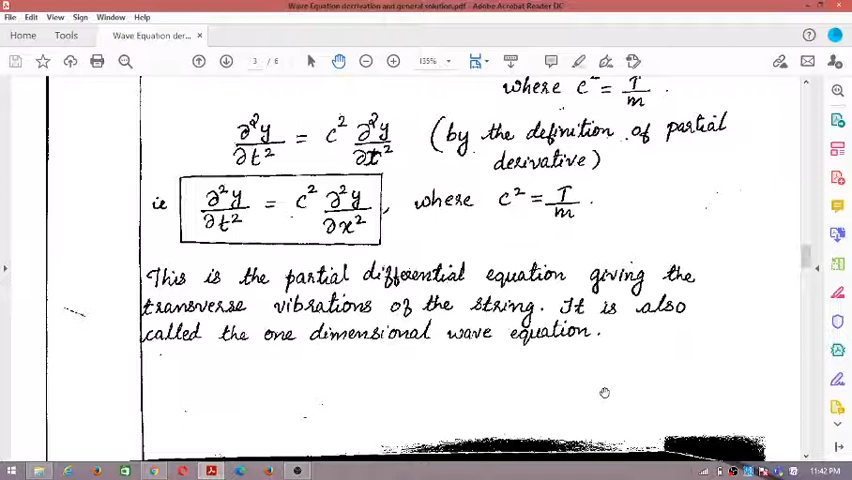 Wave Equation derrivation and general solution.pdf - Adobe Acrobat Reader DC
File Edit View Sign Window Help
Home Tools Wave Equation der... ×
3 / 6 135%
where c² = T/m .
∂²y/∂t² = c² ∂²y/∂x² (by the definition of partial
derivative)
ie ∂²y/∂t² = c² ∂²y/∂x² , where c² = T/m .
This is the partial differential equation giving the
transverse vibrations of the string. It is also
called the one dimensional wave equation.
11:42 PM